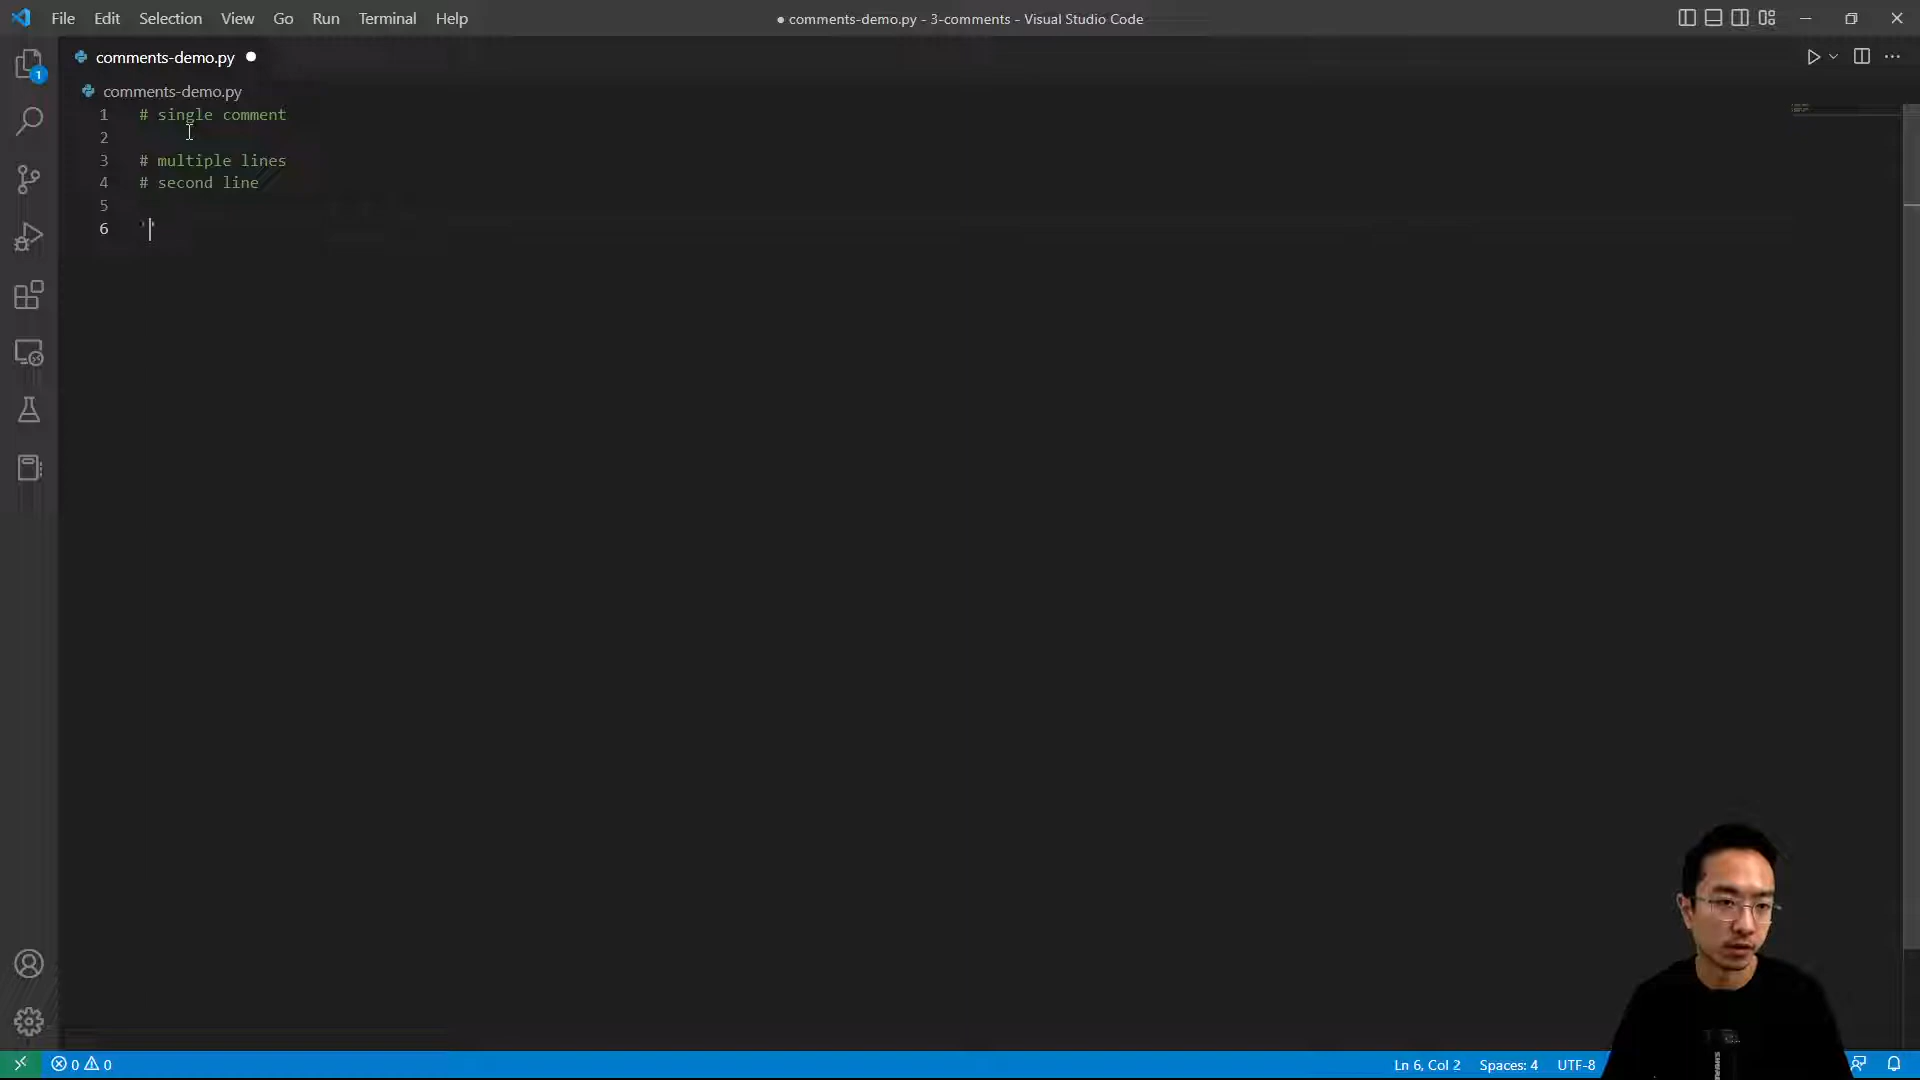 File Edit Selection View Go Run Terminal Help
● comments-demo.py - 3-comments - Visual Studio Code
comments-demo.py ●
comments-demo.py
1 # single comment
2
3 # multiple lines
4 # second line
5
6 ''
1
0 0
Ln 6, Col 2 Spaces: 4 UTF-8